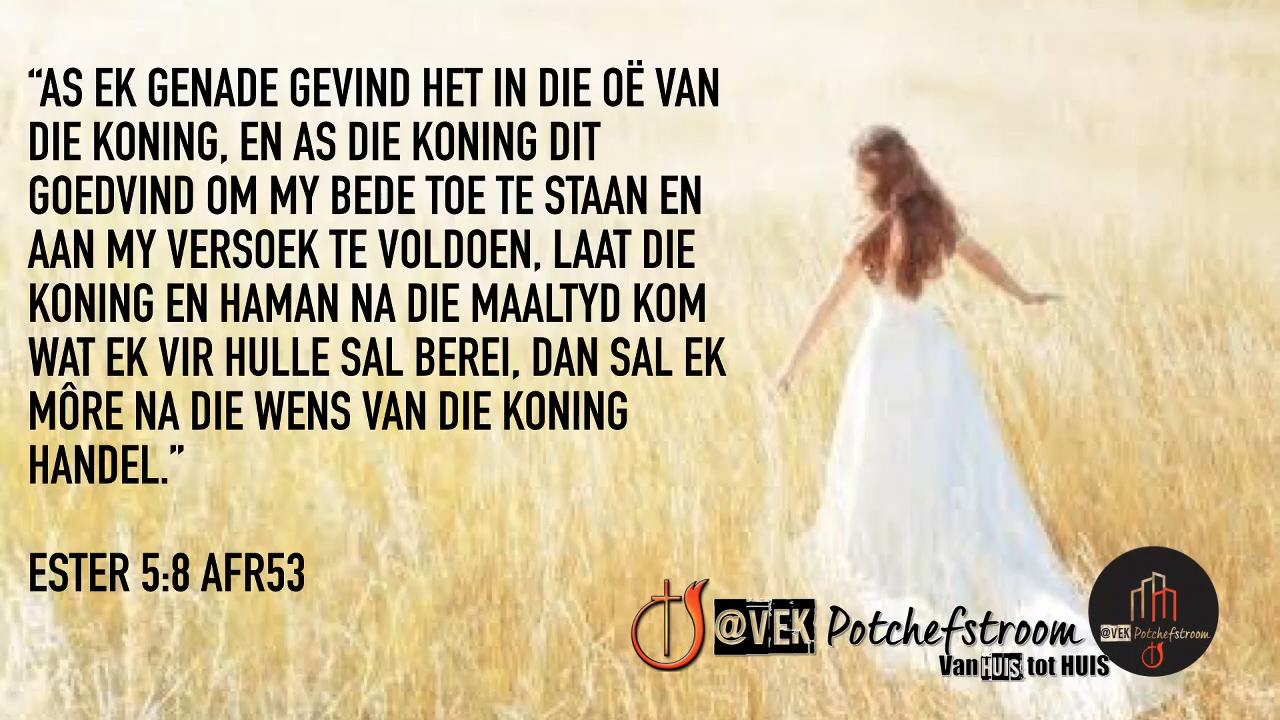 “AS EK GENADE GEVIND HET IN DIE OË VAN
DIE KONING, EN AS DIE KONING DIT
GOEDVIND OM MY BEDE TOE TE STAAN EN
AAN MY VERSOEK TE VOLDOEN, LAAT DIE
KONING EN HAMAN NA DIE MAALTYD KOM
WAT EK VIR HULLE SAL BEREI, DAN SAL EK
MÔRE NA DIE WENS VAN DIE KONING
HANDEL.”
ESTER 5:8 AFR53
@VEK Potchefstroom
Van HUIS tot HUIS
@VEK Potchefstroom